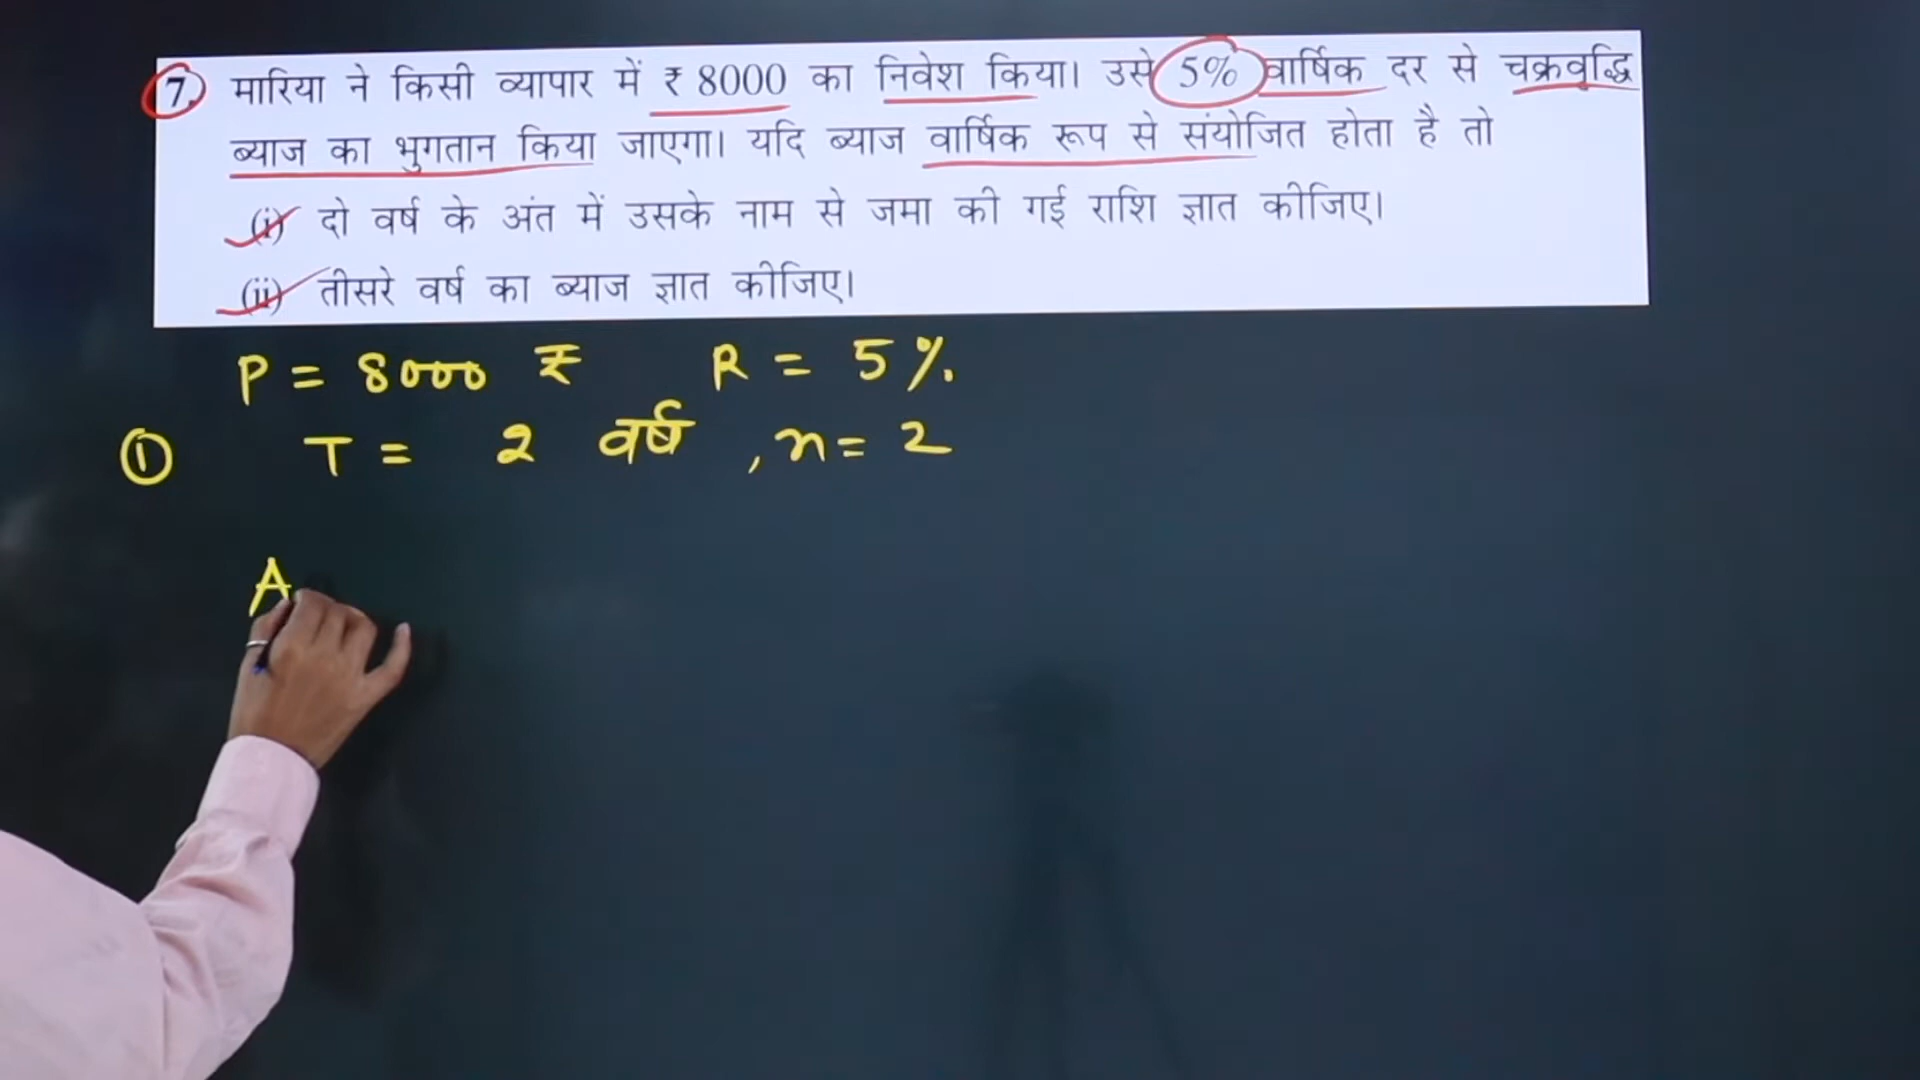 7 मारिया ने किसी व्यापार में ₹ 8000 का निवेश किया। उसे 5% वार्षिक दर से चक्रवृद्धि
ब्याज का भुगतान किया जाएगा। यदि ब्याज वार्षिक रूप से संयोजित होता है तो
(i) दो वर्ष के अंत में उसके नाम से जमा की गई राशि ज्ञात कीजिए।
(ii) तीसरे वर्ष का ब्याज ज्ञात कीजिए।
P = 8000 ₹ R = 5 %.
① T = 2 वर्ष , n = 2
A